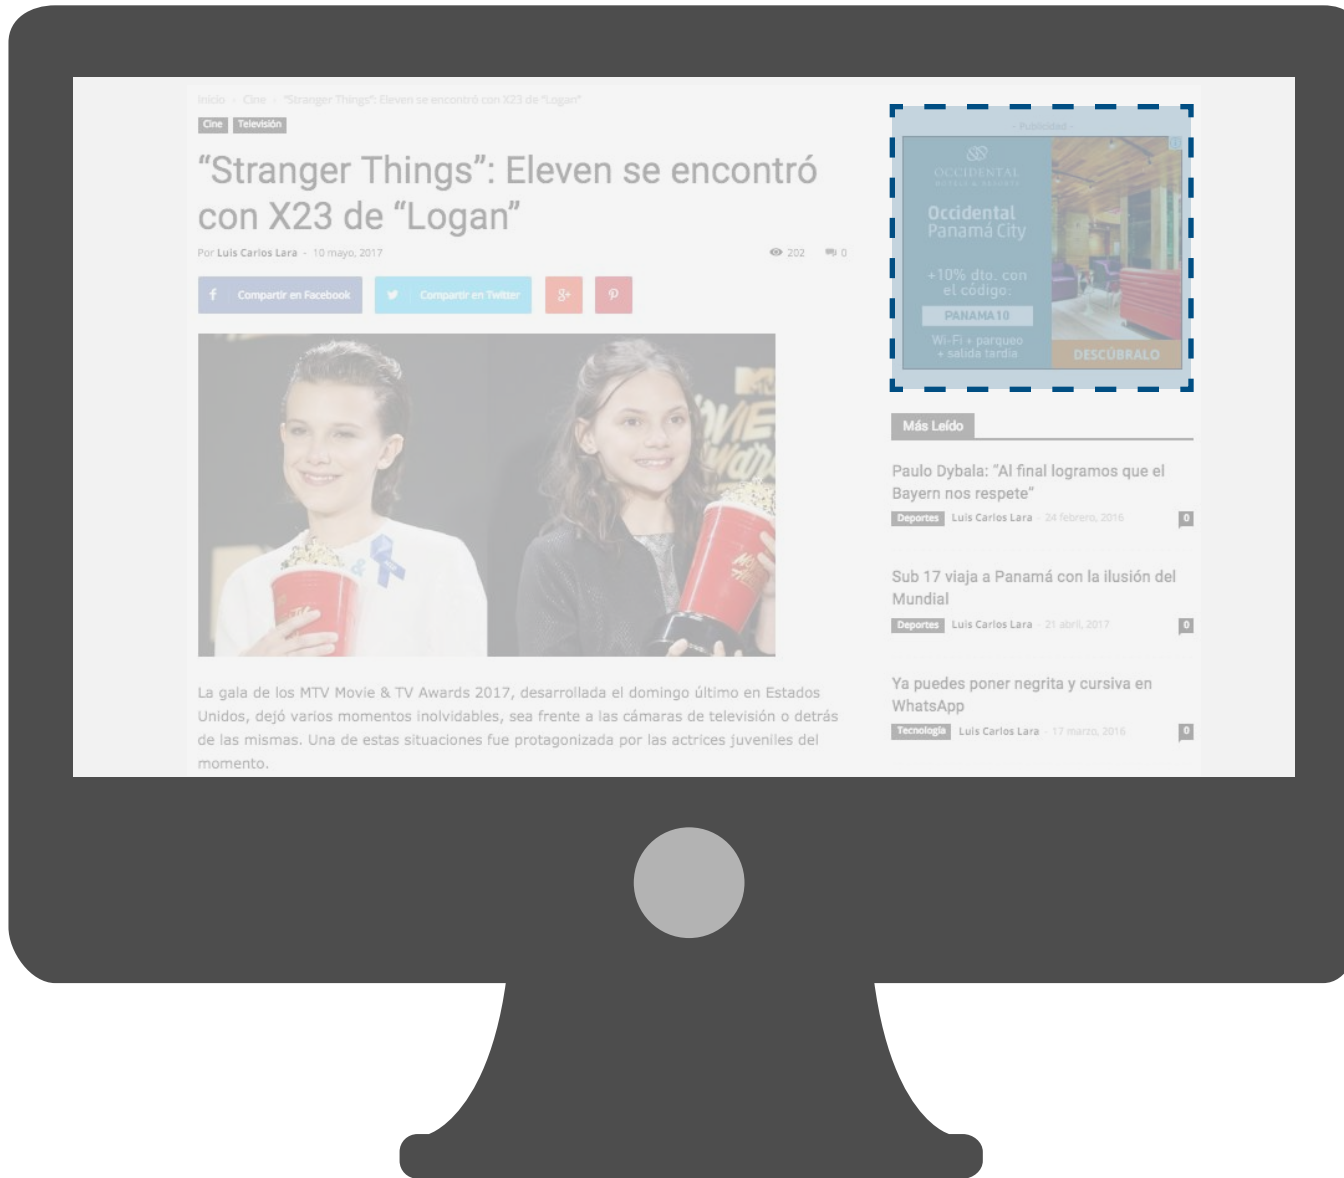 Inicio › Cine › "Stranger Things": Eleven se encontró con X23 de "Logan"
Cine Televisión
“Stranger Things”: Eleven se encontró
con X23 de “Logan”
Por Luis Carlos Lara - 10 mayo, 2017 202 0
f Compartir en Facebook Compartir en Twitter g+
La gala de los MTV Movie & TV Awards 2017, desarrollada el domingo último en Estados
Unidos, dejó varios momentos inolvidables, sea frente a las cámaras de televisión o detrás
de las mismas. Una de estas situaciones fue protagonizada por las actrices juveniles del
momento.
- Publicidad -
OCCIDENTAL
HOTELS & RESORTS
Occidental
Panamá City
+10% dto. con
el código:
PANAMA10
Wi-Fi + parqueo
+ salida tardía
DESCÚBRALO
Más Leído
Paulo Dybala: “Al final logramos que el
Bayern nos respete”
Deportes Luis Carlos Lara - 24 febrero, 2016 0
Sub 17 viaja a Panamá con la ilusión del
Mundial
Deportes Luis Carlos Lara - 21 abril, 2017 0
Ya puedes poner negrita y cursiva en
WhatsApp
Tecnología Luis Carlos Lara - 17 marzo, 2016 0